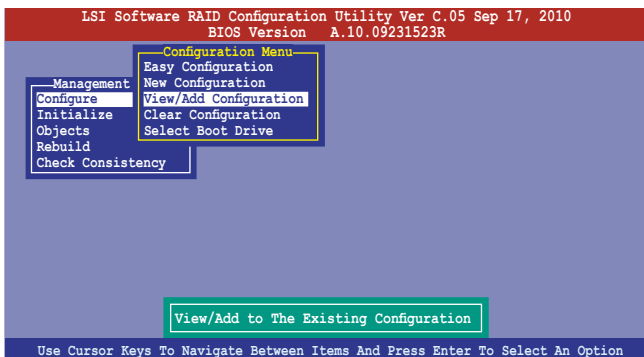 LSI Software RAID Configuration Utility Ver C.05 Sep 17, 2010
BIOS Version A.10.09231523R
Configuration Menu
Easy Configuration
New Configuration
View/Add Configuration
Clear Configuration
Select Boot Drive
Management
Configure
Initialize
Objects
Rebuild
Check Consistency
View/Add to The Existing Configuration
Use Cursor Keys To Navigate Between Items And Press Enter To Select An Option